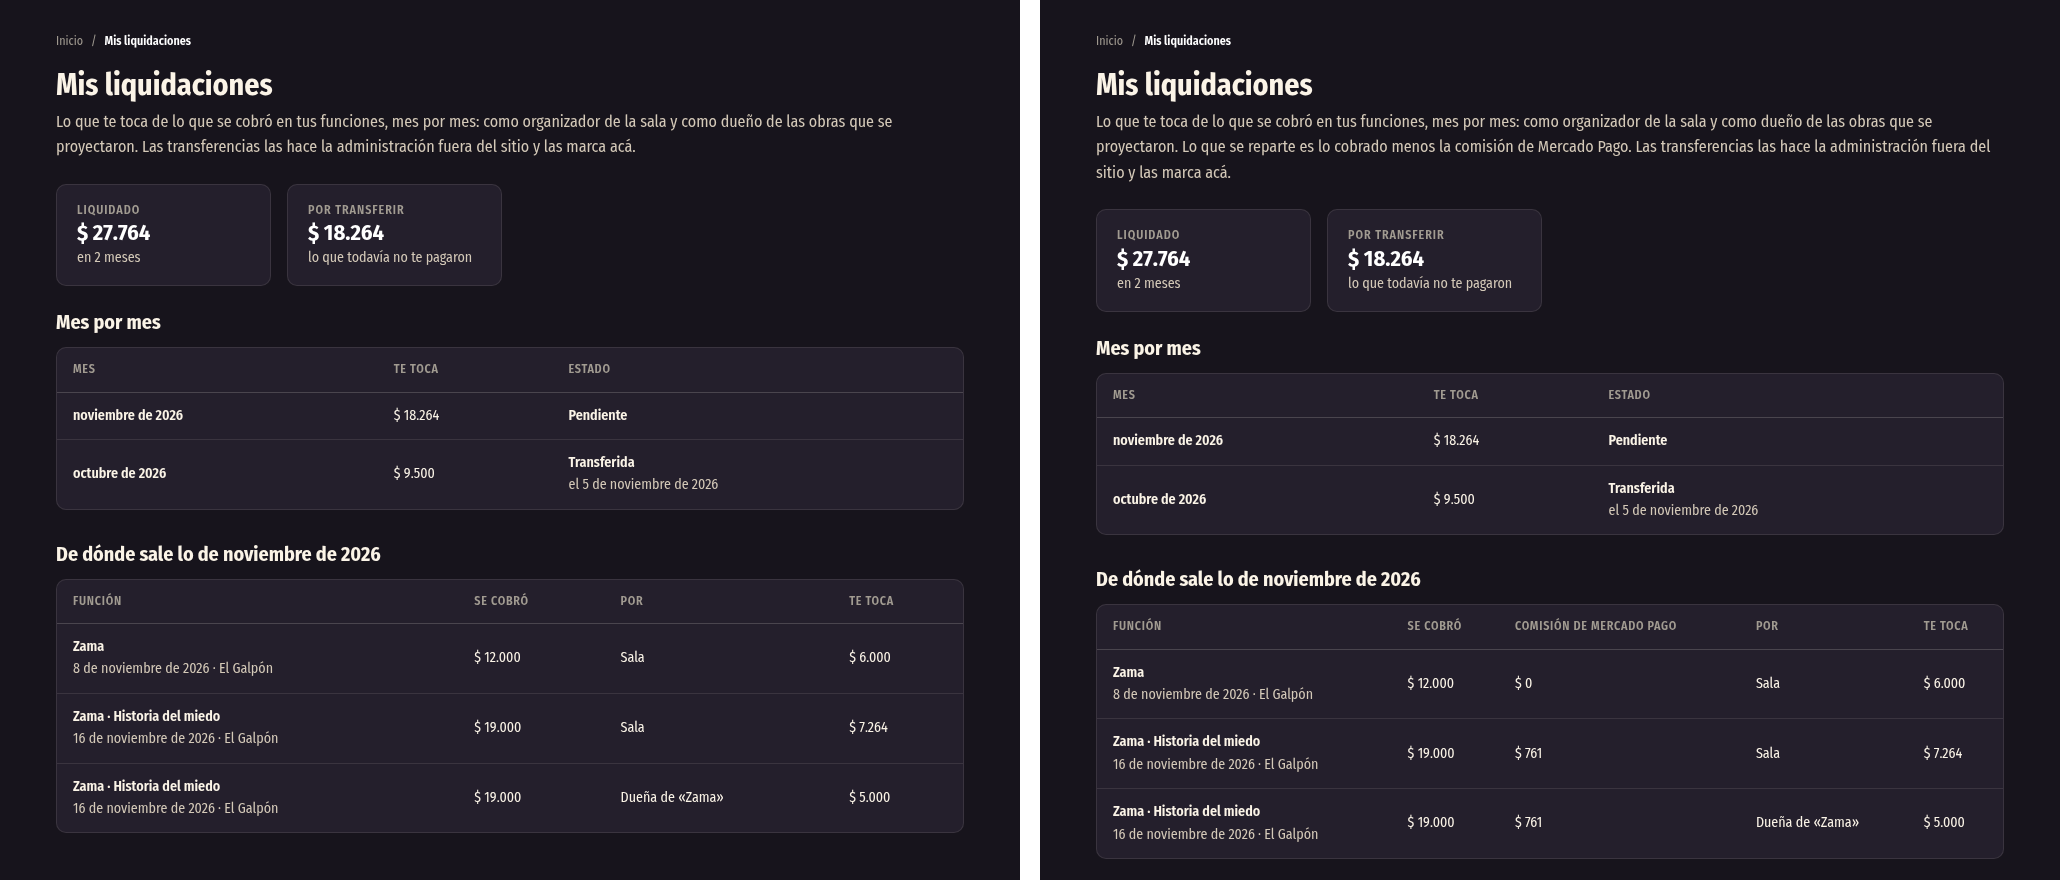 Inicio / Mis liquidaciones
Mis liquidaciones
Lo que te toca de lo que se cobró en tus funciones, mes por mes: como organizador de la sala y como dueño de las obras que se
proyectaron. Las transferencias las hace la administración fuera del sitio y las marca acá.
LIQUIDADO
$ 27.764
en 2 meses
POR TRANSFERIR
$ 18.264
lo que todavía no te pagaron
Mes por mes
MES TE TOCA ESTADO
noviembre de 2026 $ 18.264 Pendiente
octubre de 2026 $ 9.500 Transferida
el 5 de noviembre de 2026
De dónde sale lo de noviembre de 2026
FUNCIÓN SE COBRÓ POR TE TOCA
Zama
8 de noviembre de 2026 · El Galpón $ 12.000 Sala $ 6.000
Zama · Historia del miedo
16 de noviembre de 2026 · El Galpón $ 19.000 Sala $ 7.264
Zama · Historia del miedo
16 de noviembre de 2026 · El Galpón $ 19.000 Dueña de «Zama» $ 5.000
Inicio / Mis liquidaciones
Mis liquidaciones
Lo que te toca de lo que se cobró en tus funciones, mes por mes: como organizador de la sala y como dueño de las obras que se
proyectaron. Lo que se reparte es lo cobrado menos la comisión de Mercado Pago. Las transferencias las hace la administración fuera del
sitio y las marca acá.
LIQUIDADO
$ 27.764
en 2 meses
POR TRANSFERIR
$ 18.264
lo que todavía no te pagaron
Mes por mes
MES TE TOCA ESTADO
noviembre de 2026 $ 18.264 Pendiente
octubre de 2026 $ 9.500 Transferida
el 5 de noviembre de 2026
De dónde sale lo de noviembre de 2026
FUNCIÓN SE COBRÓ COMISIÓN DE MERCADO PAGO POR TE TOCA
Zama
8 de noviembre de 2026 · El Galpón $ 12.000 $ 0 Sala $ 6.000
Zama · Historia del miedo
16 de noviembre de 2026 · El Galpón $ 19.000 $ 761 Sala $ 7.264
Zama · Historia del miedo
16 de noviembre de 2026 · El Galpón $ 19.000 $ 761 Dueña de «Zama» $ 5.000